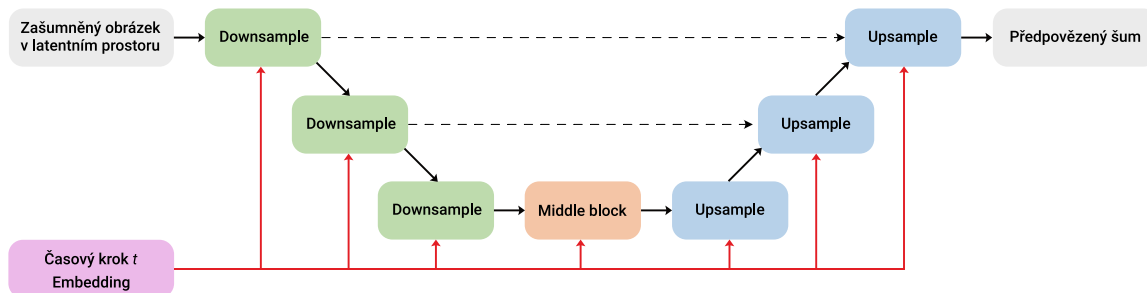 Zašumněný obrázek
v latentním prostoru
Downsample
Upsample
Předpovězený šum
Downsample
Upsample
Downsample
Middle block
Upsample
Časový krok t
Embedding